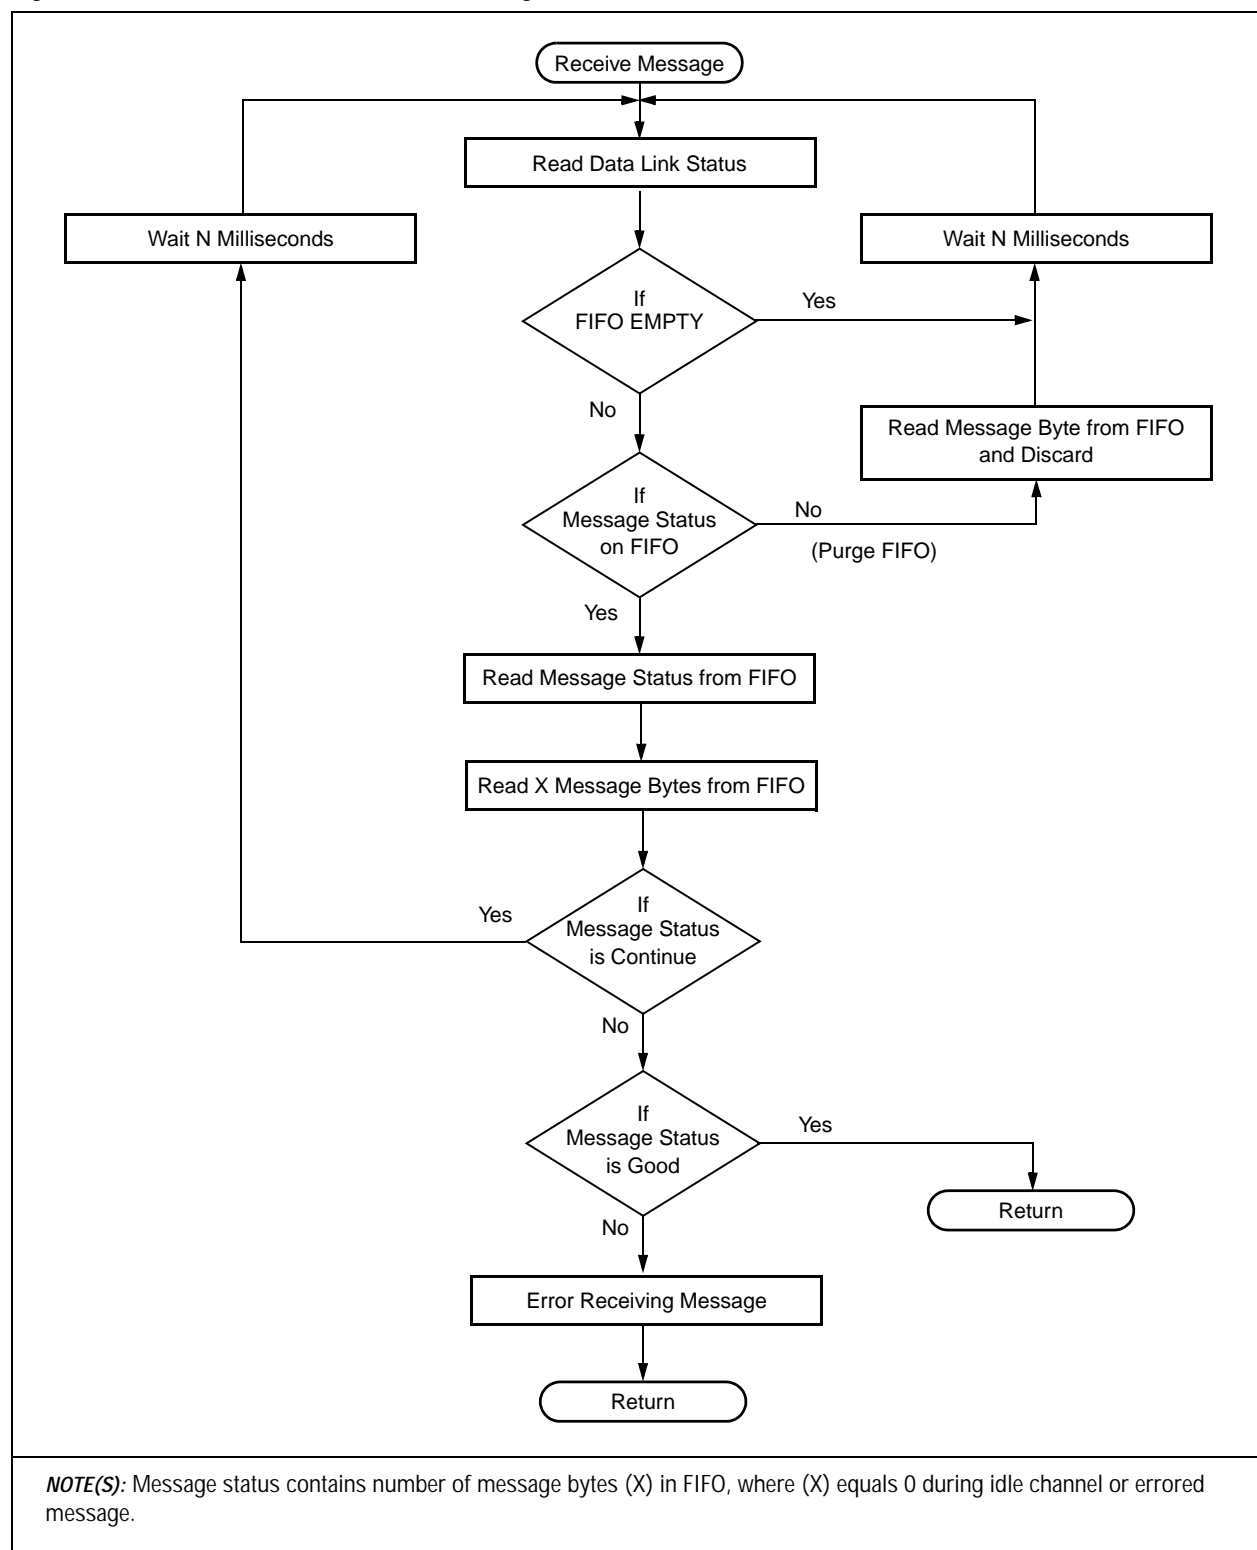 Receive Message
Read Data Link Status
Wait N Milliseconds
Wait N Milliseconds
If
FIFO EMPTY
Yes
No
Read Message Byte from FIFO
and Discard
If
Message Status
on FIFO
No
(Purge FIFO)
Yes
Read Message Status from FIFO
Read X Message Bytes from FIFO
If
Message Status
is Continue
Yes
No
If
Message Status
is Good
Yes
Return
No
Error Receiving Message
Return
NOTE(S): Message status contains number of message bytes (X) in FIFO, where (X) equals 0 during idle channel or errored
message.